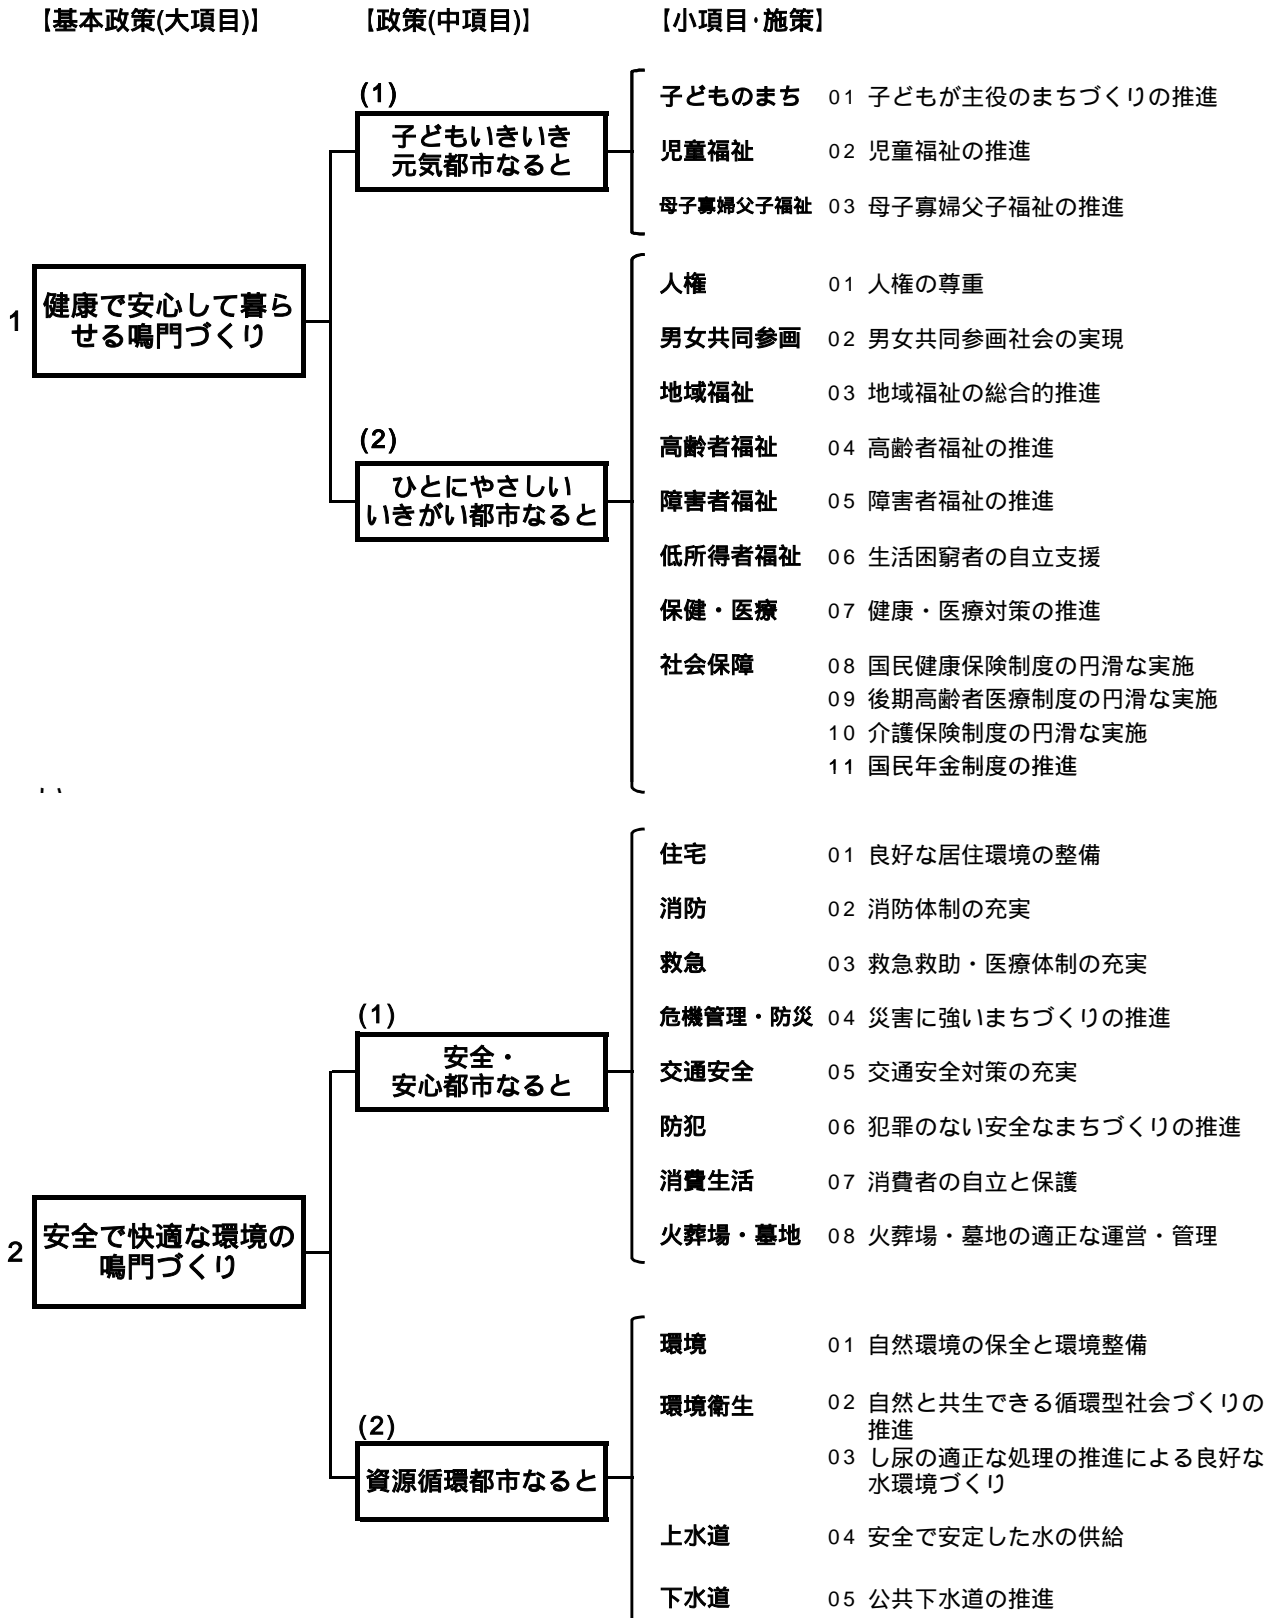 【基本政策(大項目)】 【政策(中項目)】 【小項目・施策】
(1)
子どもいきいき
元気都市なると
子どものまち 01 子どもが主役のまちづくりの推進
児童福祉 02 児童福祉の推進
母子寡婦父子福祉 03 母子寡婦父子福祉の推進
1 健康で安心して暮ら
せる鳴門づくり
(2)
ひとにやさしい
いきがい都市なると
人権 01 人権の尊重
男女共同参画 02 男女共同参画社会の実現
地域福祉 03 地域福祉の総合的推進
高齢者福祉 04 高齢者福祉の推進
障害者福祉 05 障害者福祉の推進
低所得者福祉 06 生活困窮者の自立支援
保健・医療 07 健康・医療対策の推進
社会保障 08 国民健康保険制度の円滑な実施
09 後期高齢者医療制度の円滑な実施
10 介護保険制度の円滑な実施
11 国民年金制度の推進
2 安全で快適な環境の
鳴門づくり
(1)
安全・
安心都市なると
住宅 01 良好な居住環境の整備
消防 02 消防体制の充実
救急 03 救急救助・医療体制の充実
危機管理・防災 04 災害に強いまちづくりの推進
交通安全 05 交通安全対策の充実
防犯 06 犯罪のない安全なまちづくりの推進
消費生活 07 消費者の自立と保護
火葬場・墓地 08 火葬場・墓地の適正な運営・管理
(2)
資源循環都市なると
環境 01 自然環境の保全と環境整備
環境衛生 02 自然と共生できる循環型社会づくりの
推進
03 し尿の適正な処理の推進による良好な
水環境づくり
上水道 04 安全で安定した水の供給
下水道 05 公共下水道の推進